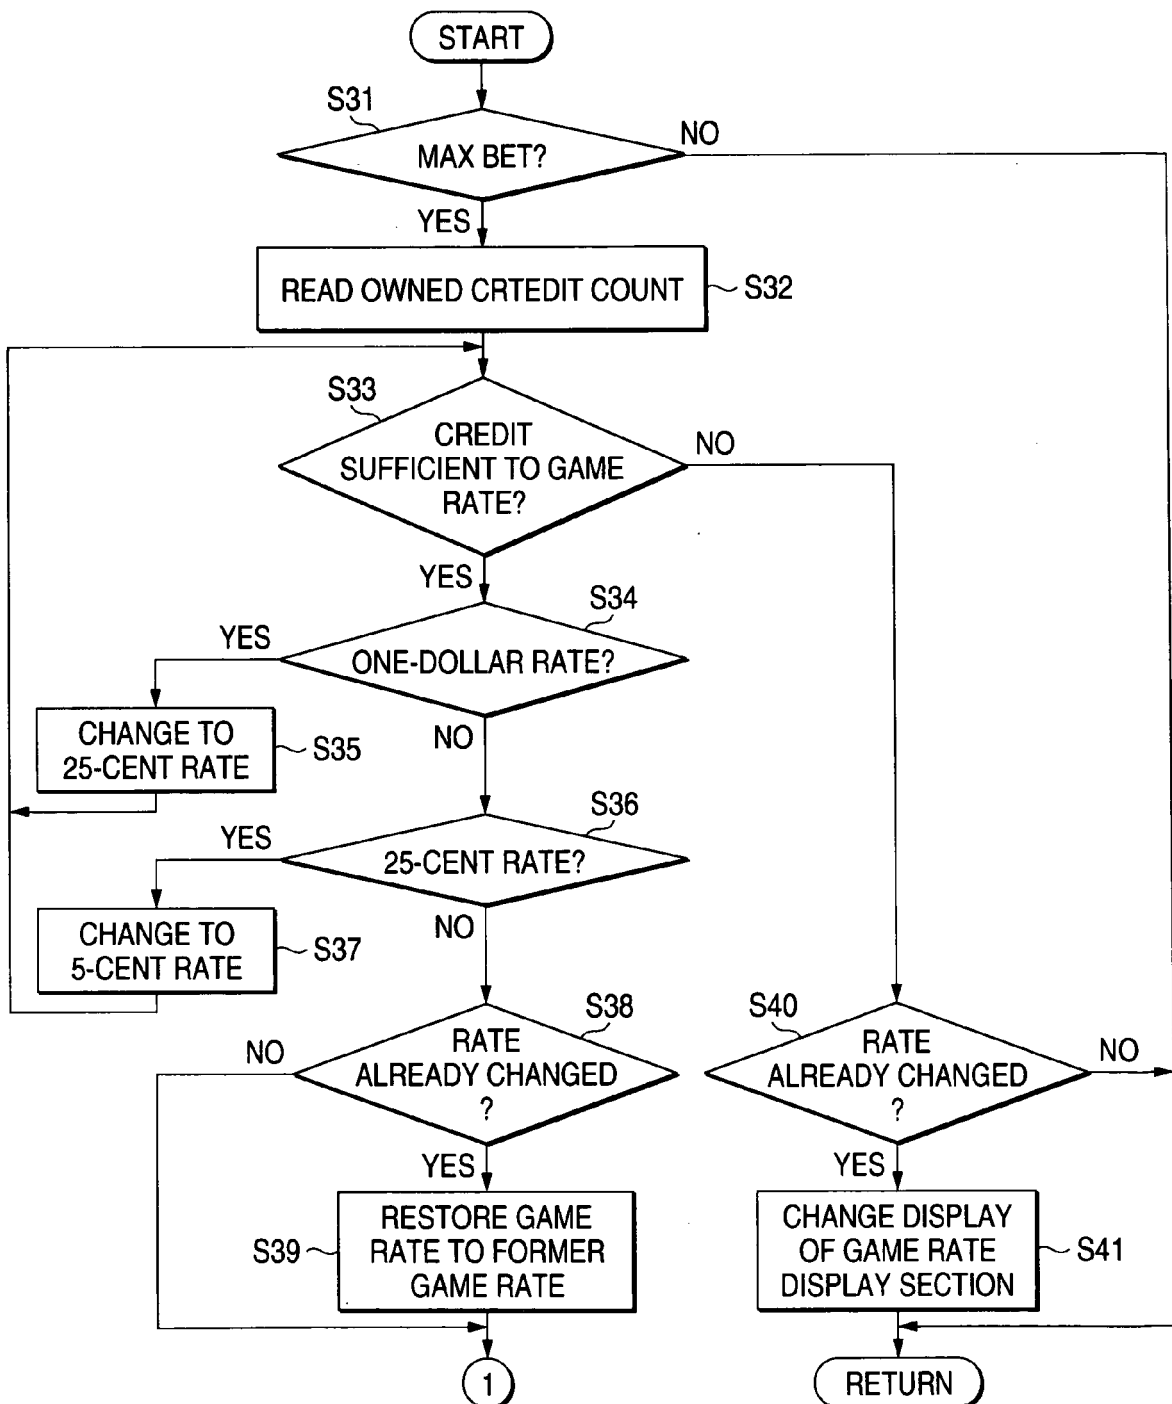 START
S31
MAX BET?
NO
YES
READ OWNED CRTEDIT COUNT
S32
S33
CREDIT
SUFFICIENT TO GAME
RATE?
NO
YES
S34
YES
ONE-DOLLAR RATE?
NO
CHANGE TO
25-CENT RATE
S35
S36
YES
25-CENT RATE?
NO
CHANGE TO
5-CENT RATE
S37
S38
NO
RATE
ALREADY CHANGED
?
YES
S40
RATE
ALREADY CHANGED
?
NO
YES
S39
RESTORE GAME
RATE TO FORMER
GAME RATE
CHANGE DISPLAY
OF GAME RATE
DISPLAY SECTION
S41
1
RETURN